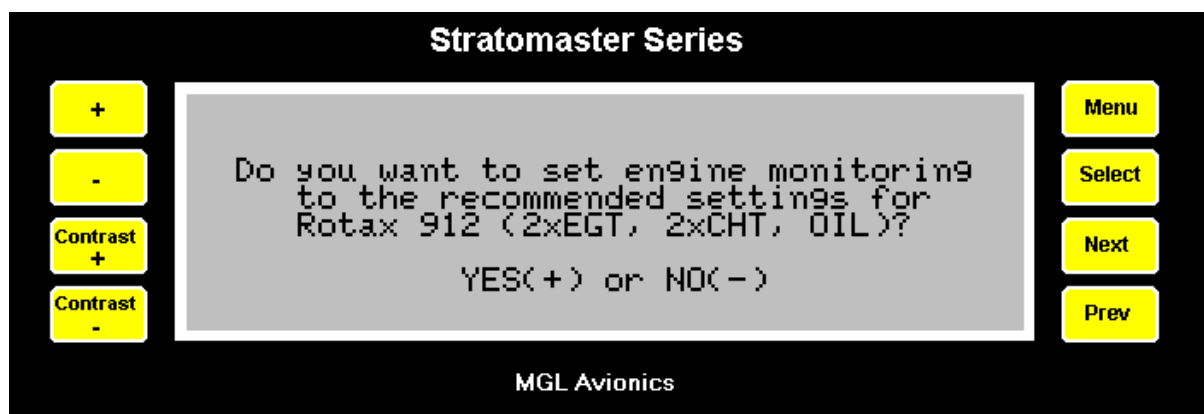 Stratomaster Series
+
-
Contrast
+
Contrast
-
Do you want to set engine monitoring
to the recommended settings for
Rotax 912 (2xEGT, 2xCHT, OIL)?
YES(+) or NO(-)
Menu
Select
Next
Prev
MGL Avionics